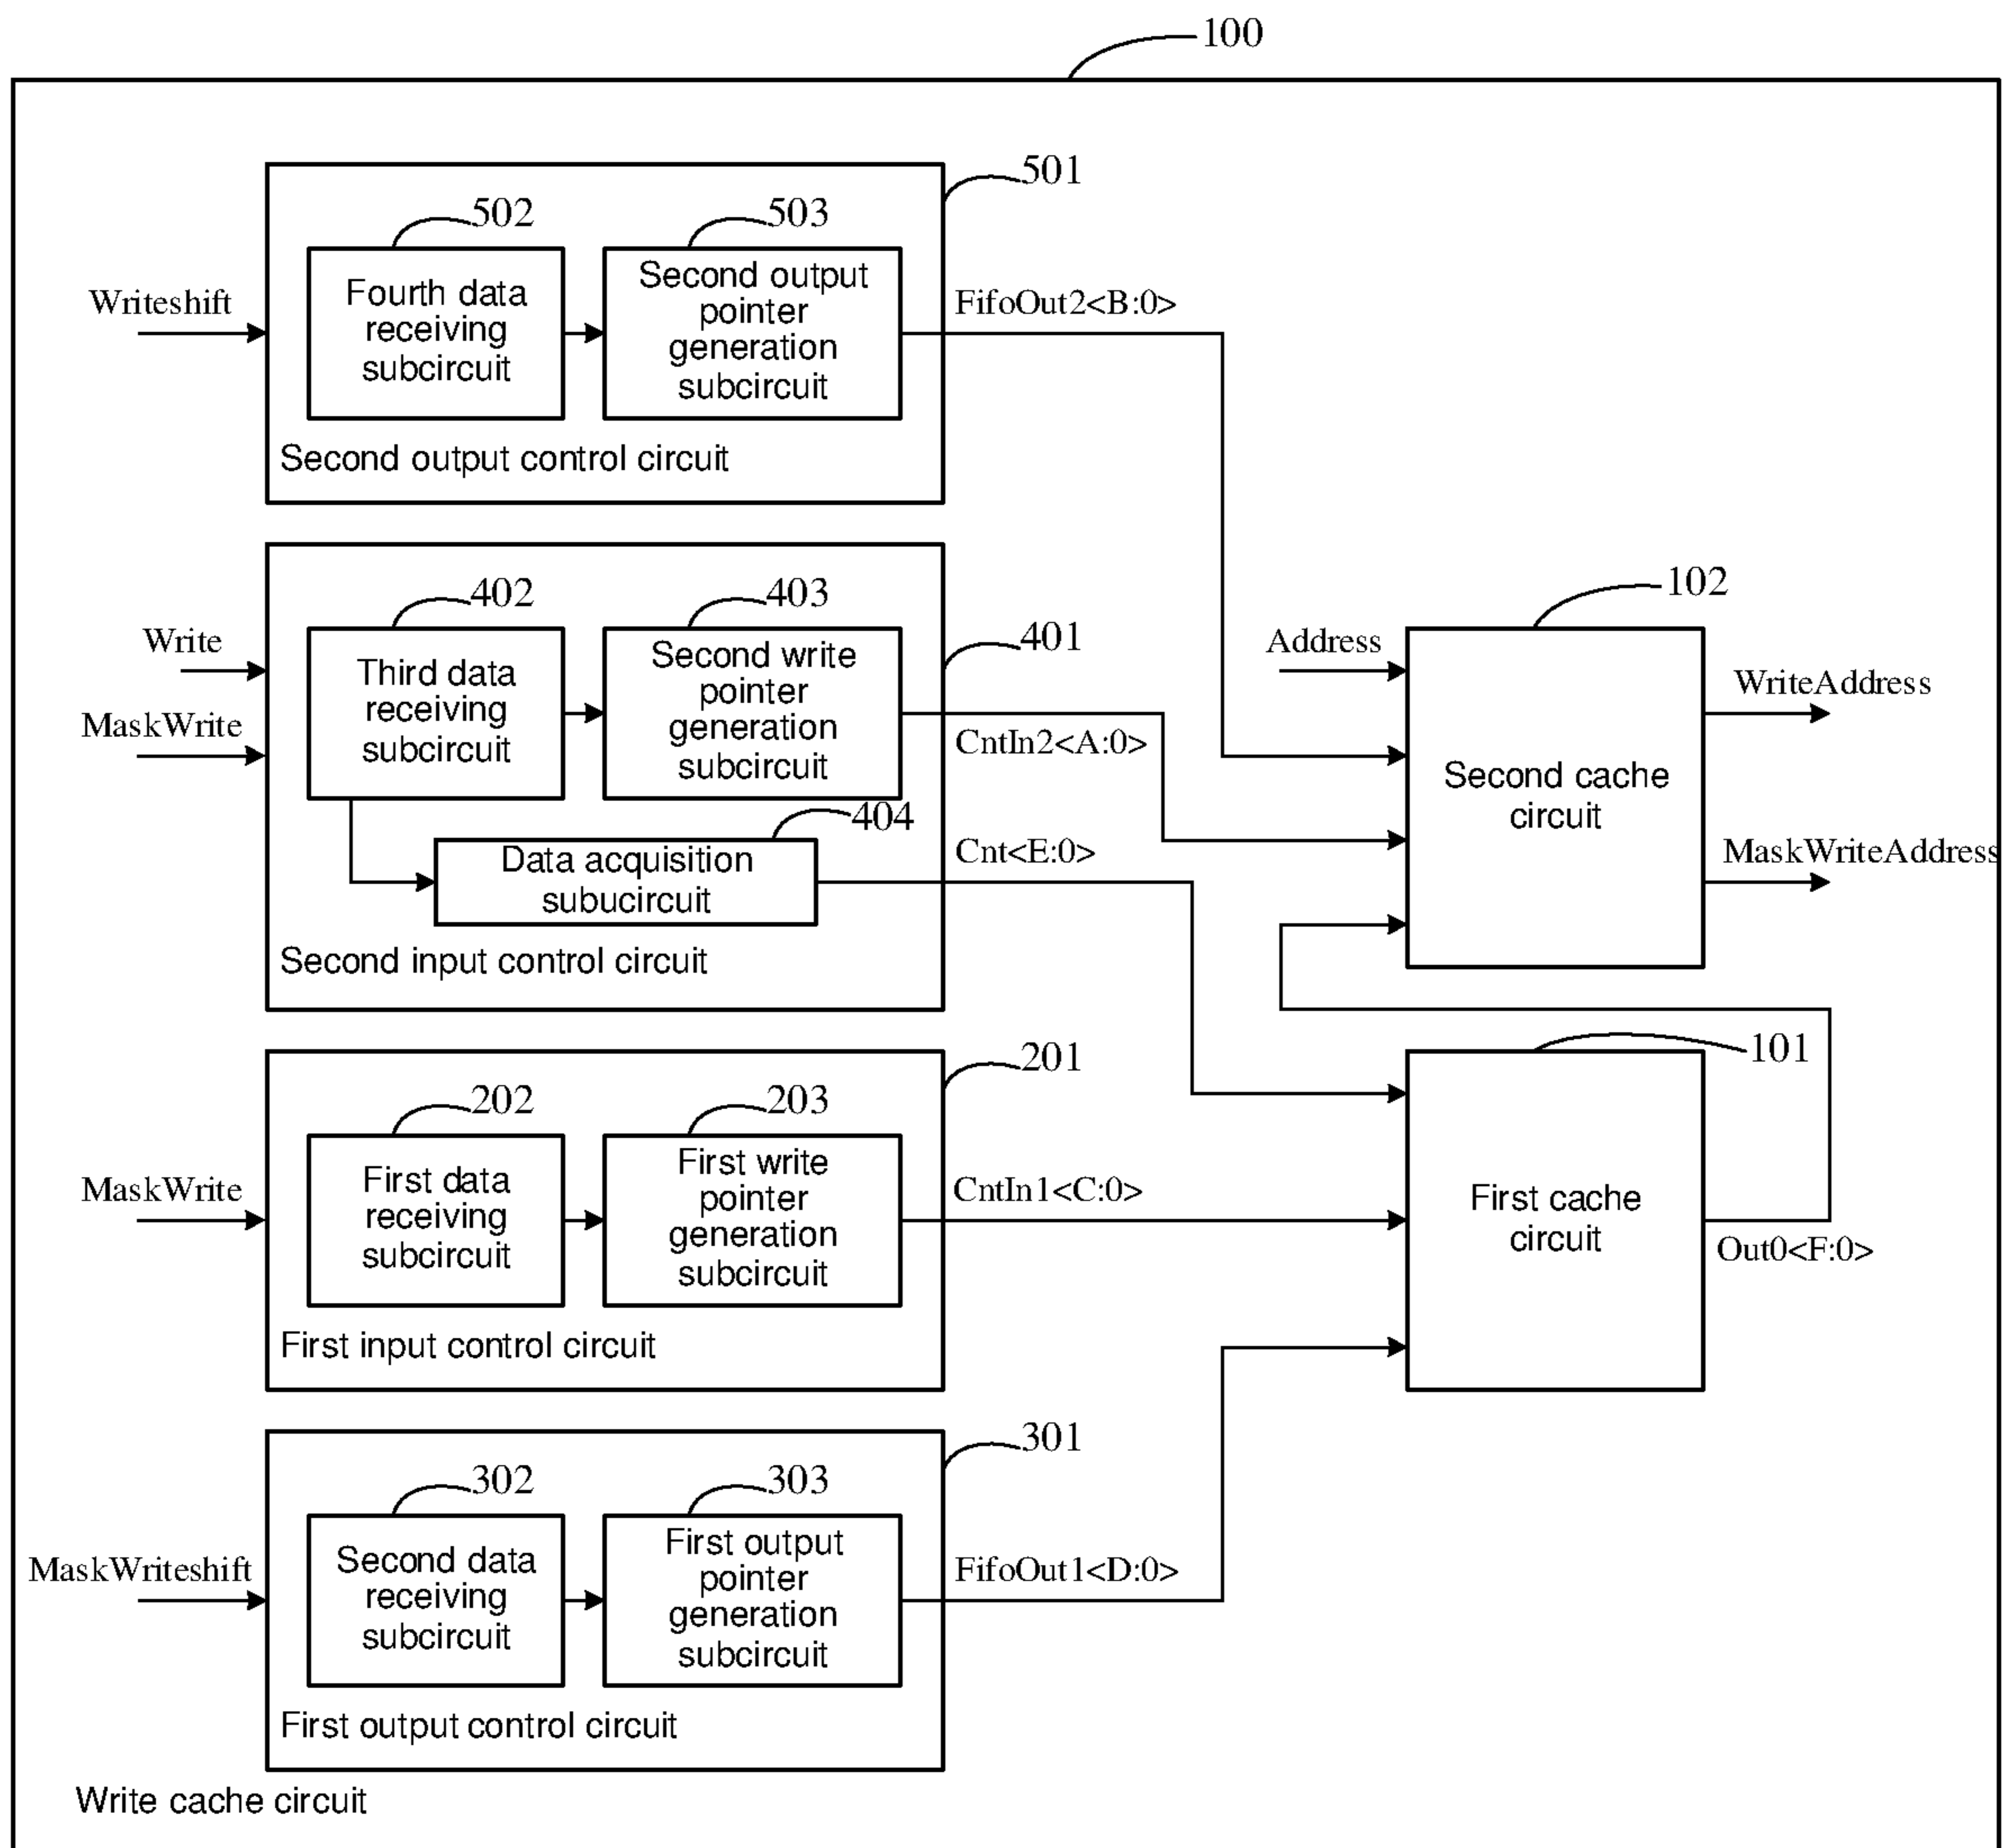 100
501
502
503
Writeshift
Fourth data
receiving
subcircuit
Second output
pointer
generation
subcircuit
FifoOut2<B:0>
Second output control circuit
402
403
401
Write
MaskWrite
Third data
receiving
subcircuit
Second write
pointer
generation
subcircuit
CntIn2<A:0>
404
Data acquisition
subucircuit
Cnt<E:0>
Second input control circuit
102
Address
Second cache
circuit
WriteAddress
MaskWriteAddress
201
202
203
MaskWrite
First data
receiving
subcircuit
First write
pointer
generation
subcircuit
CntIn1<C:0>
First input control circuit
101
First cache
circuit
Out0<F:0>
301
302
303
MaskWriteshift
Second data
receiving
subcircuit
First output
pointer
generation
subcircuit
FifoOut1<D:0>
First output control circuit
Write cache circuit